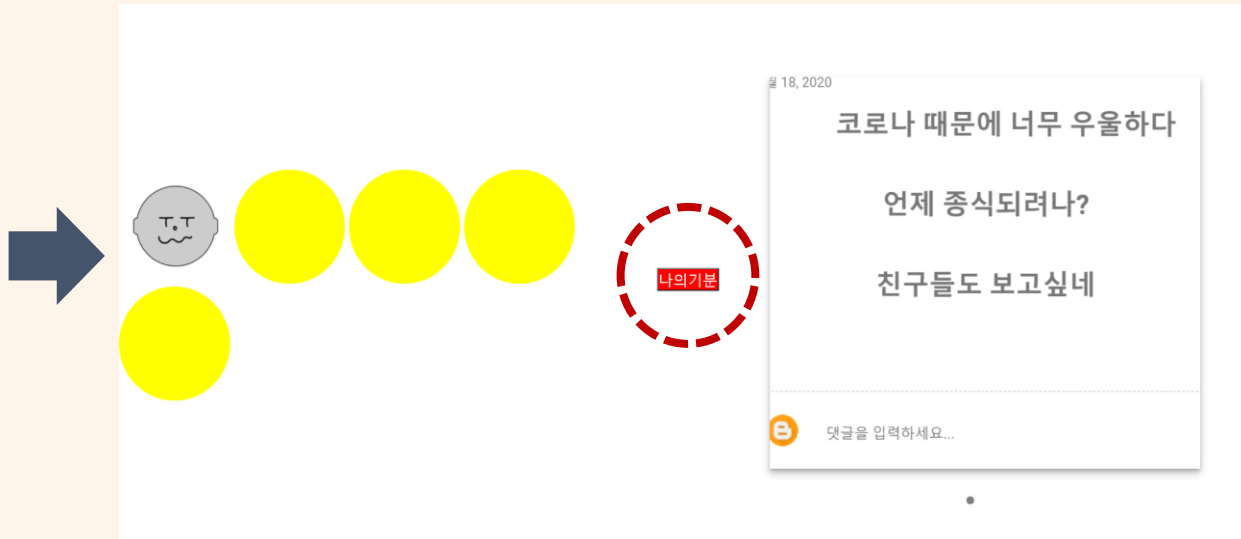 나의기분
월 18, 2020
코로나 때문에 너무 우울하다
언제 종식되려나?
친구들도 보고싶네
댓글을 입력하세요...